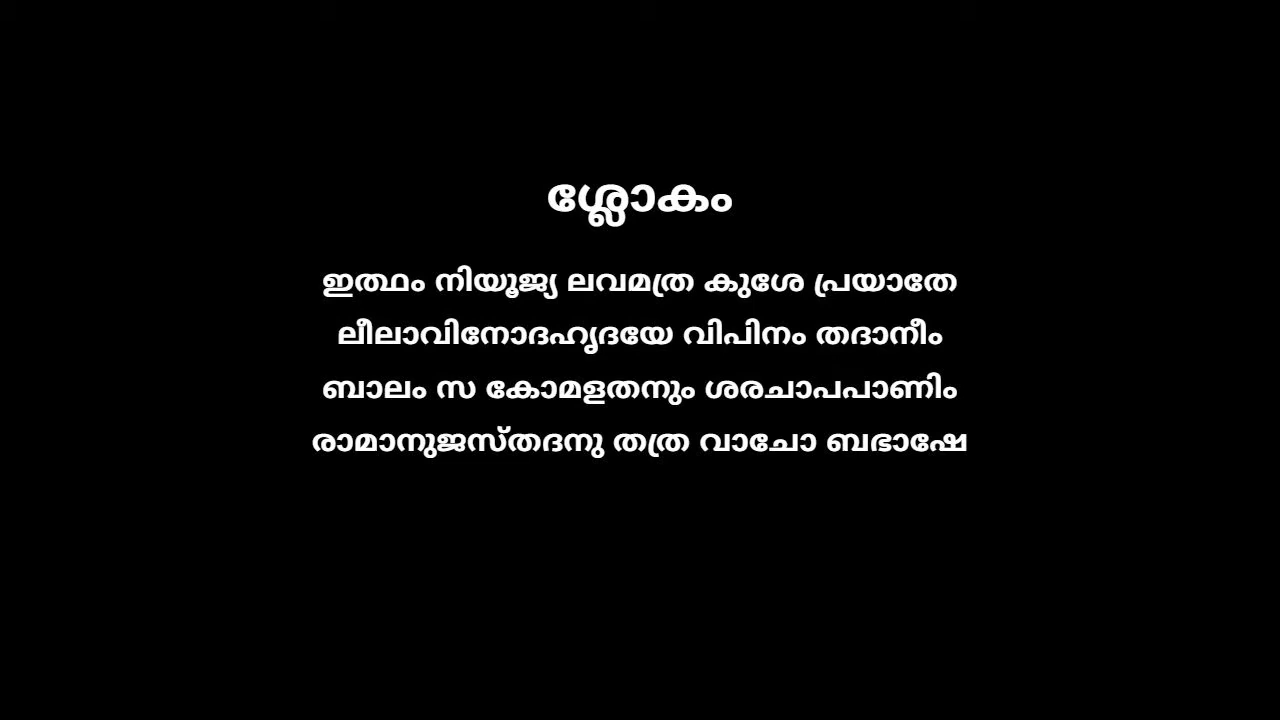 ശ്ലോകം
ഇത്ഥം നിയൂജ്യ ലവമത്ര കുശേ പ്രയാതേ
ലീലാവിനോദഹൃദയേ വിപിനം തദാനീം
ബാലം സ കോമളതനും ശരചാപപാണിം
രാമാനുജസ്തദനു തത്ര വാചോ ബഭാഷേ